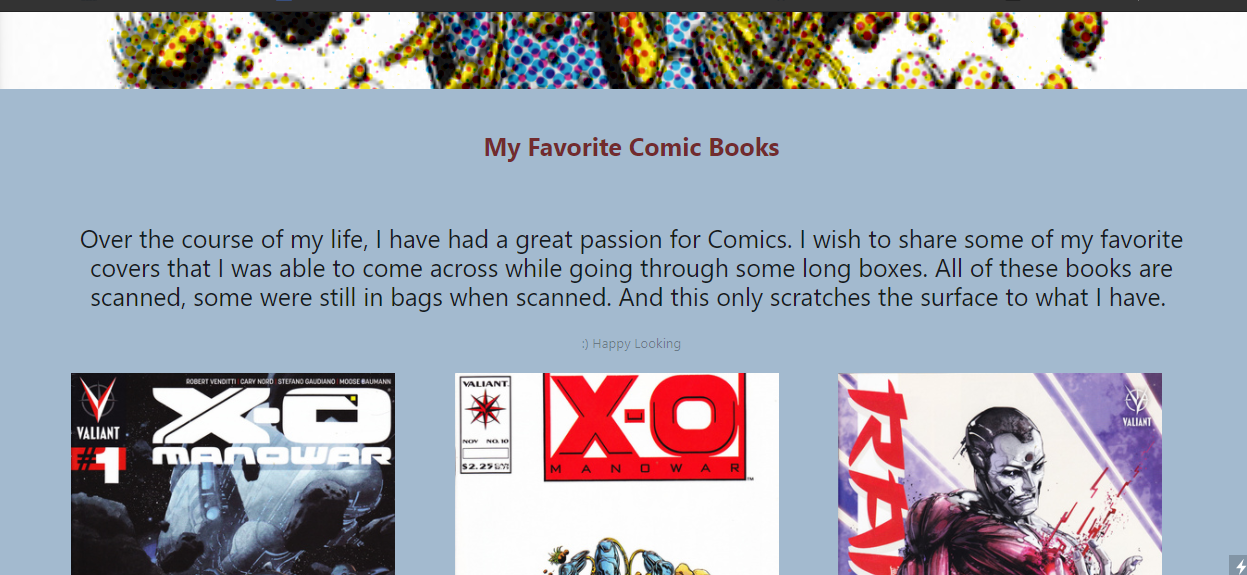 My Favorite Comic Books
Over the course of my life, I have had a great passion for Comics. I wish to share some of my favorite
covers that I was able to come across while going through some long boxes. All of these books are
scanned, some were still in bags when scanned. And this only scratches the surface to what I have.
:) Happy Looking
ROBERT VENDITTI CARY NORD STEFANO GAUDIANO MOOSE BAUMANN
X-O
MANOWAR
VALIANT
#1
VALIANT
NOV NO. 10
$2.25
X-O
MANOWAR
TM
VALIANT
RA